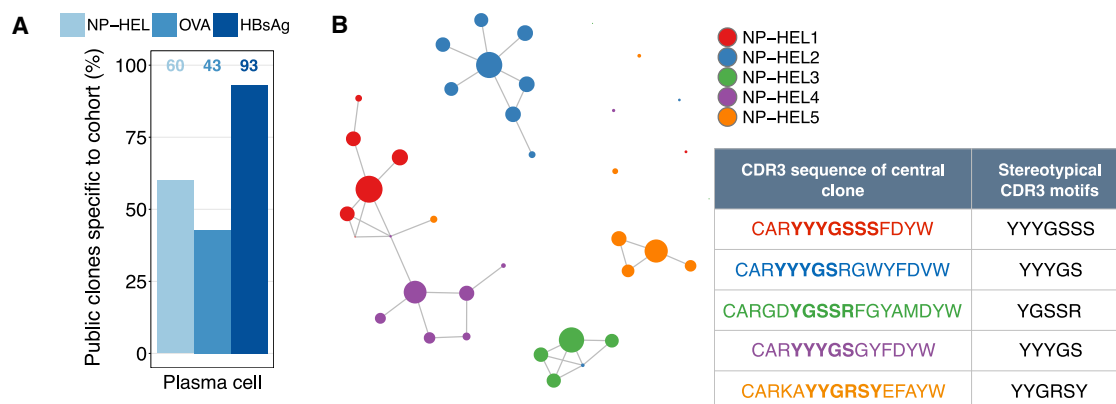 A
NP−HEL OVA HBsAg
Public clones specific to cohort (%)
100
75
50
25
0
60 43 93
Plasma cell
B
NP−HEL1
NP−HEL2
NP−HEL3
NP−HEL4
NP−HEL5
CDR3 sequence of central clone
Stereotypical CDR3 motifs
CARYYYGSSSFDYW YYYGSSS
CARYYYGSRGWYFDVW YYYGS
CARGDYGSSRFGYAMDYW YGSSR
CARYYYGSGYFDYW YYYGS
CARKAYYGRSYEFAYW YYGRSY